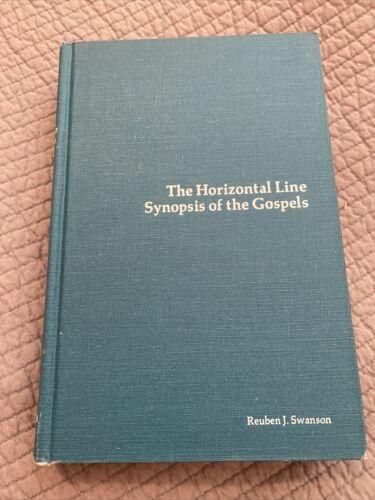 The Horizontal Line
Synopsis of the Gospels
Reuben J. Swanson